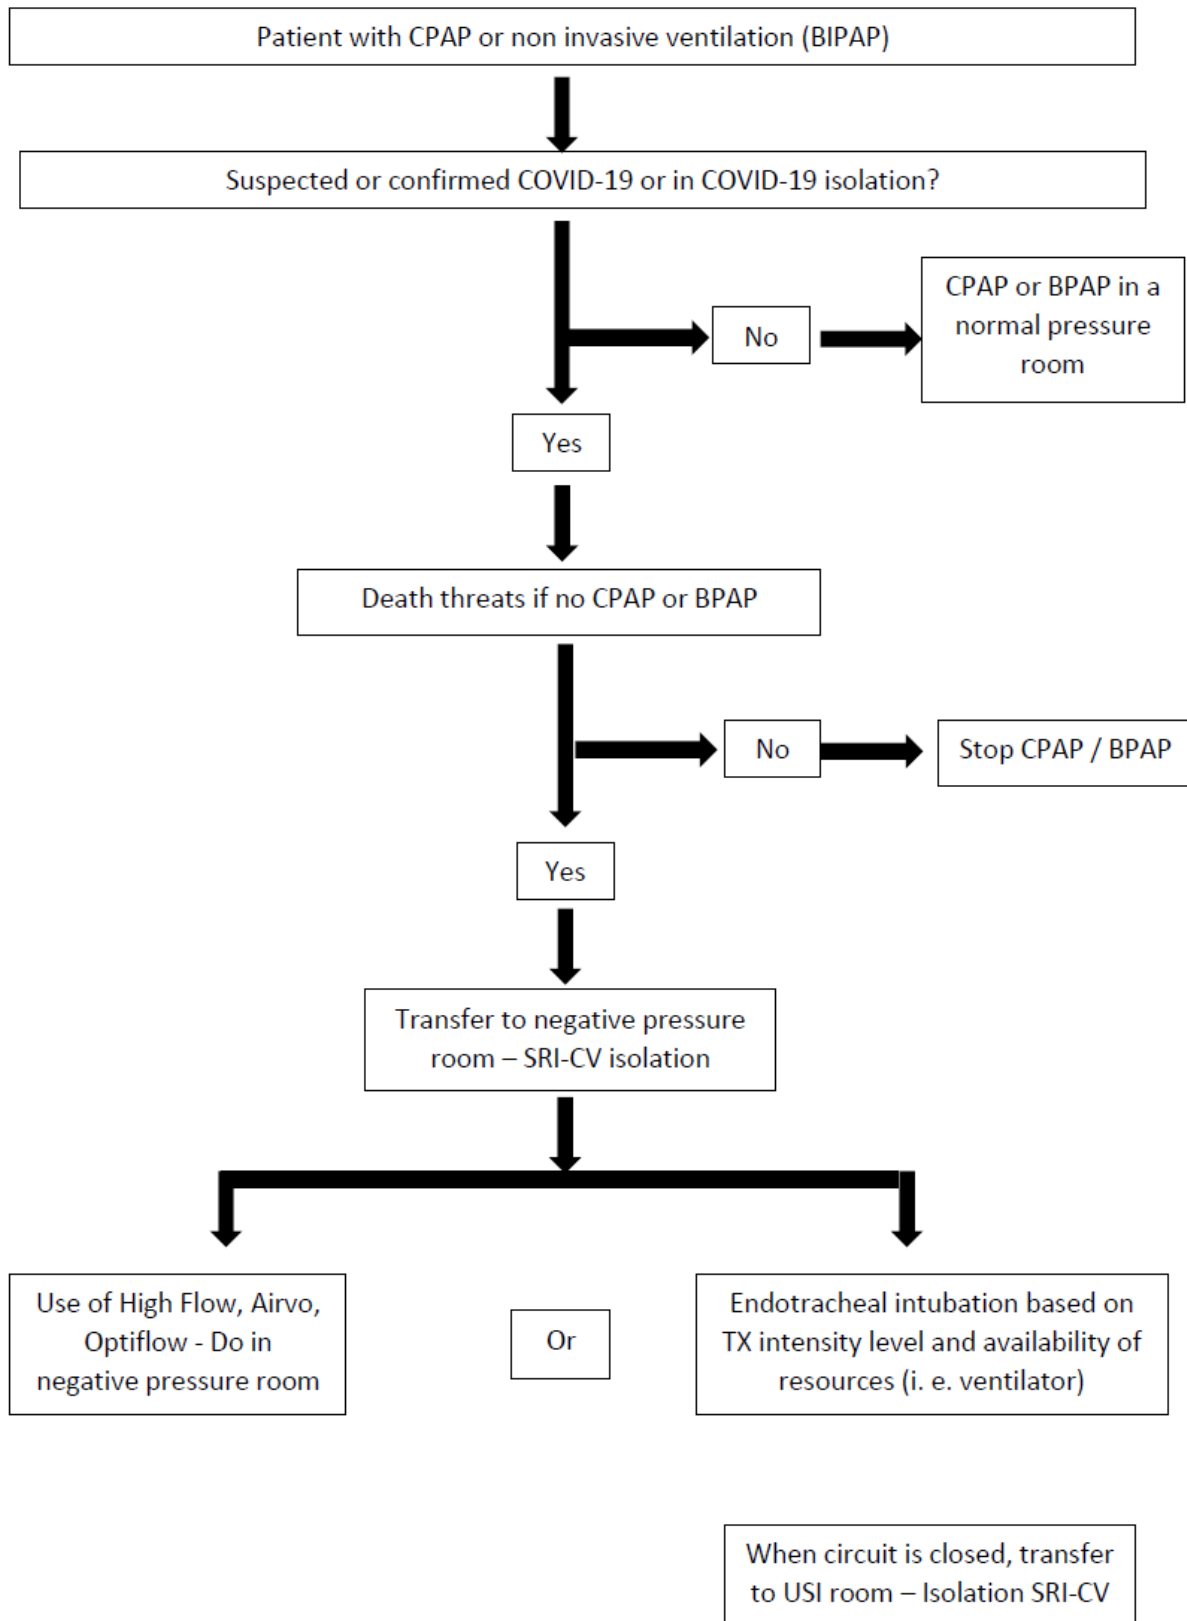 Patient with CPAP or non invasive ventilation (BIPAP)
Suspected or confirmed COVID-19 or in COVID-19 isolation?
No
CPAP or BPAP in a
normal pressure
room
Yes
Death threats if no CPAP or BPAP
No
Stop CPAP / BPAP
Yes
Transfer to negative pressure
room – SRI-CV isolation
Use of High Flow, Airvo,
Optiflow - Do in
negative pressure room
Or
Endotracheal intubation based on
TX intensity level and availability of
resources (i. e. ventilator)
When circuit is closed, transfer
to USI room – Isolation SRI-CV